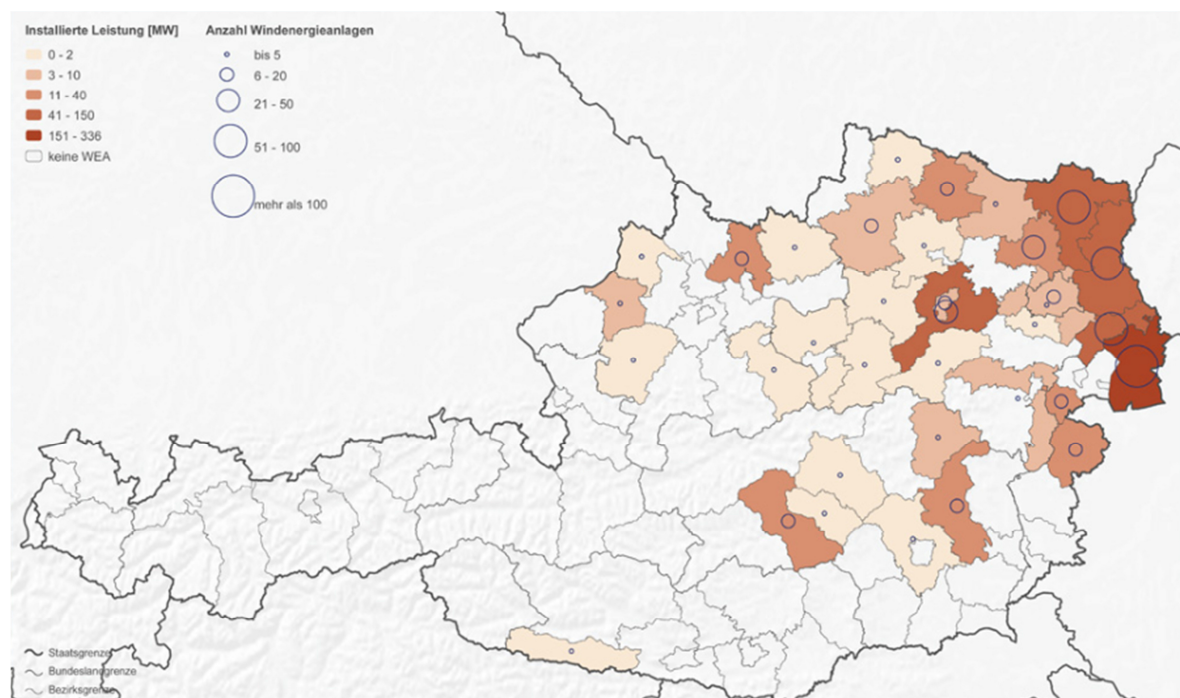 Installierte Leistung [MW]
0 - 2
3 - 10
11 - 40
41 - 150
151 - 336
keine WEA
Anzahl Windenergieanlagen
bis 5
6 - 20
21 - 50
51 - 100
mehr als 100
Staatsgrenze
Bundeslandgrenze
Bezirksgrenze